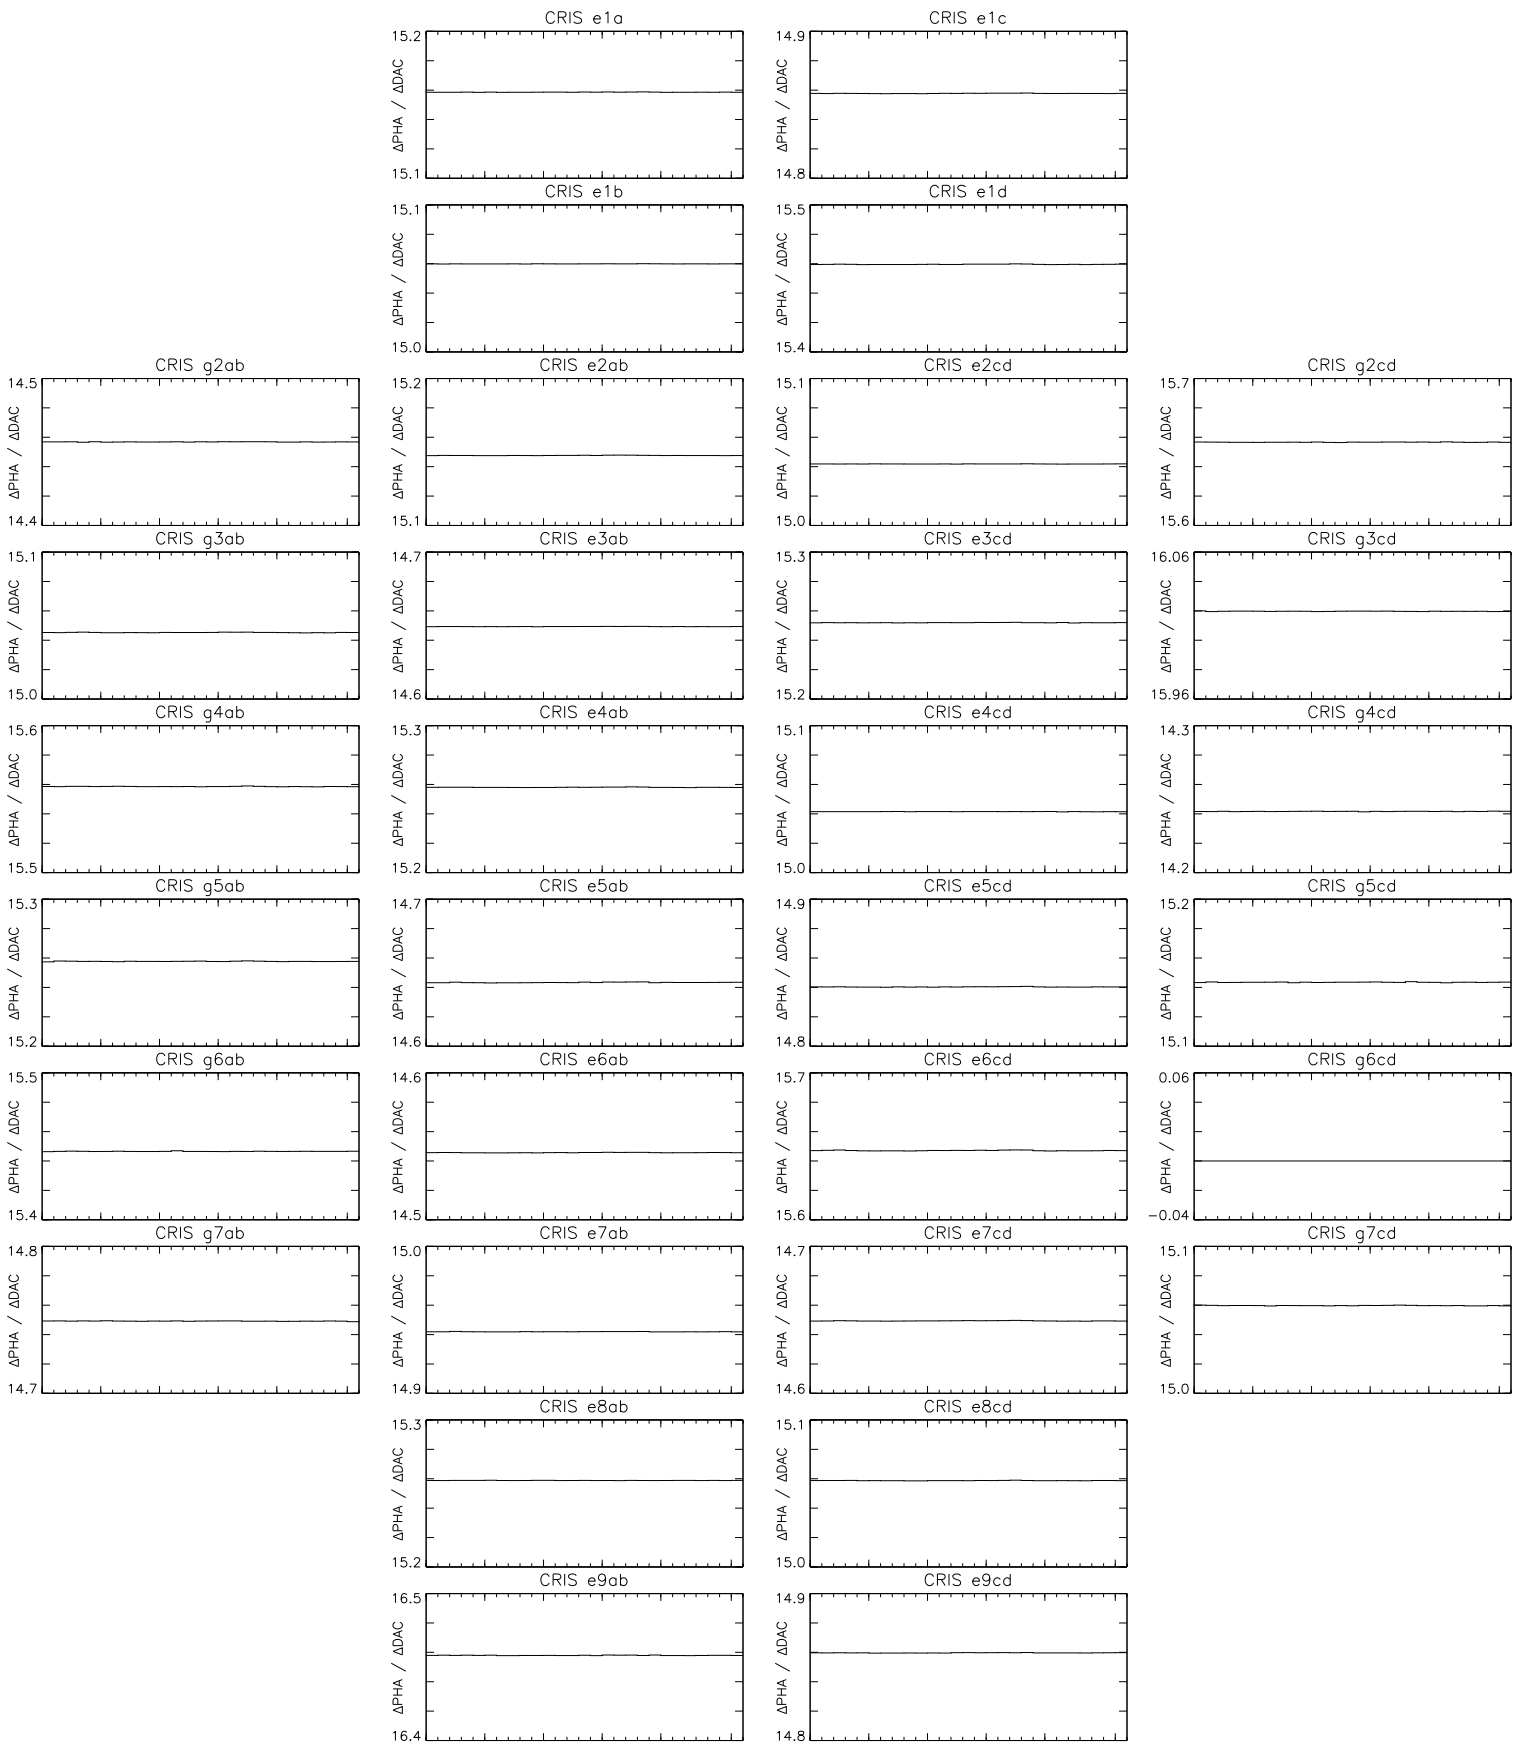 CRIS e1a
15.2
ΔPHA / ΔDAC
15.1
CRIS e1c
14.9
ΔPHA / ΔDAC
14.8
CRIS e1b
15.1
ΔPHA / ΔDAC
15.0
CRIS e1d
15.5
ΔPHA / ΔDAC
15.4
CRIS g2ab
14.5
ΔPHA / ΔDAC
14.4
CRIS e2ab
15.2
ΔPHA / ΔDAC
15.1
CRIS e2cd
15.1
ΔPHA / ΔDAC
15.0
CRIS g2cd
15.7
ΔPHA / ΔDAC
15.6
CRIS g3ab
15.1
ΔPHA / ΔDAC
15.0
CRIS e3ab
14.7
ΔPHA / ΔDAC
14.6
CRIS e3cd
15.3
ΔPHA / ΔDAC
15.2
CRIS g3cd
16.06
ΔPHA / ΔDAC
15.96
CRIS g4ab
15.6
ΔPHA / ΔDAC
15.5
CRIS e4ab
15.3
ΔPHA / ΔDAC
15.2
CRIS e4cd
15.1
ΔPHA / ΔDAC
15.0
CRIS g4cd
14.3
ΔPHA / ΔDAC
14.2
CRIS g5ab
15.3
ΔPHA / ΔDAC
15.2
CRIS e5ab
14.7
ΔPHA / ΔDAC
14.6
CRIS e5cd
14.9
ΔPHA / ΔDAC
14.8
CRIS g5cd
15.2
ΔPHA / ΔDAC
15.1
CRIS g6ab
15.5
ΔPHA / ΔDAC
15.4
CRIS e6ab
14.6
ΔPHA / ΔDAC
14.5
CRIS e6cd
15.7
ΔPHA / ΔDAC
15.6
CRIS g6cd
0.06
ΔPHA / ΔDAC
−0.04
CRIS g7ab
14.8
ΔPHA / ΔDAC
14.7
CRIS e7ab
15.0
ΔPHA / ΔDAC
14.9
CRIS e7cd
14.7
ΔPHA / ΔDAC
14.6
CRIS g7cd
15.1
ΔPHA / ΔDAC
15.0
CRIS e8ab
15.3
ΔPHA / ΔDAC
15.2
CRIS e8cd
15.1
ΔPHA / ΔDAC
15.0
CRIS e9ab
16.5
ΔPHA / ΔDAC
16.4
CRIS e9cd
14.9
ΔPHA / ΔDAC
14.8